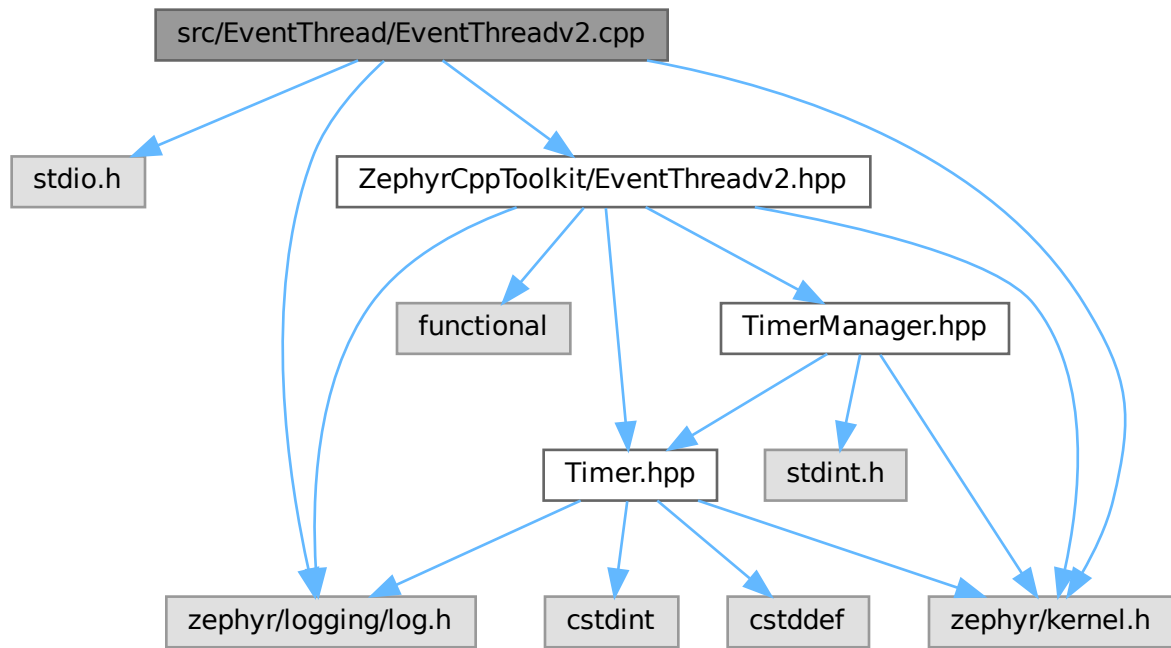 src/EventThread/EventThreadv2.cpp
stdio.h
ZephyrCppToolkit/EventThreadv2.hpp
functional
TimerManager.hpp
Timer.hpp
stdint.h
zephyr/logging/log.h
cstdint
cstddef
zephyr/kernel.h